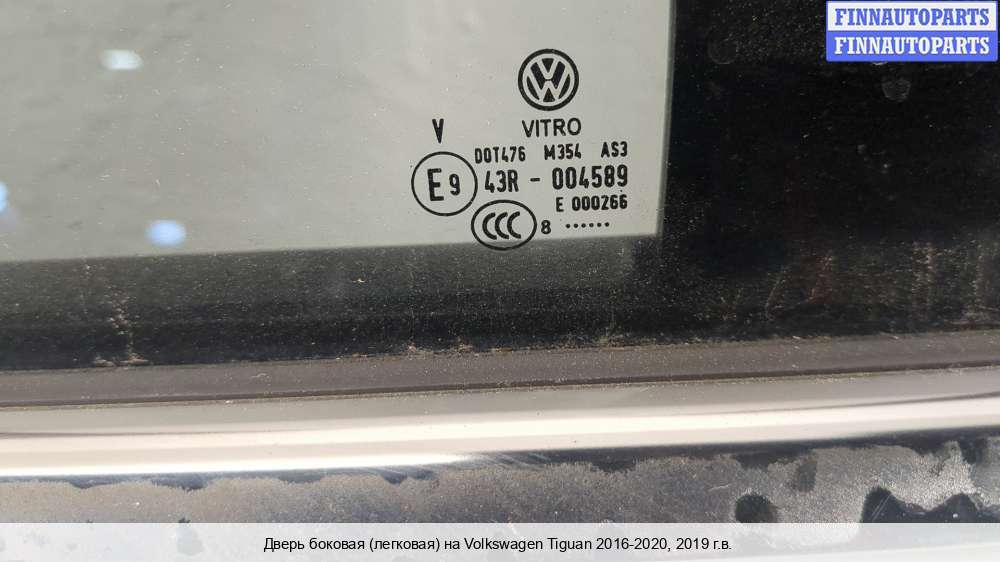 FINNAUTOPARTS
FINNAUTOPARTS
VITRO
V
DOT476 M354 AS3
E9 43R - 004589
E 000266
CCC 8 ······
Дверь боковая (легковая) на Volkswagen Tiguan 2016-2020, 2019 г.в.